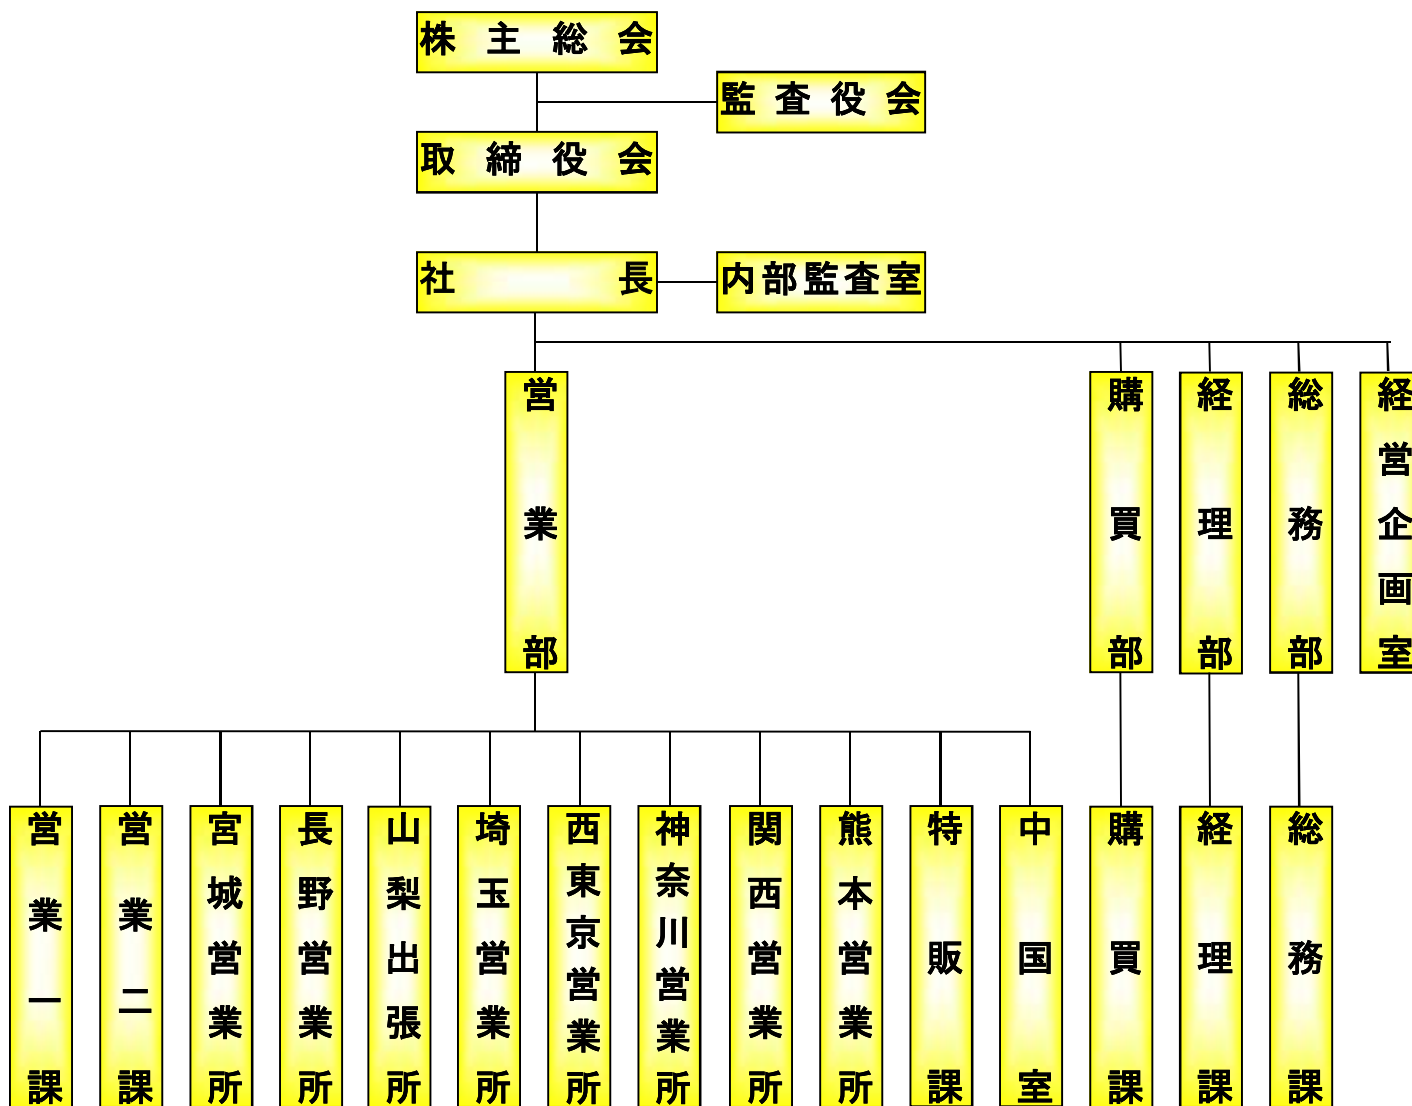 株主総会
監査役会
取締役会
社長
内部監査室
営業部
購買部
経理部
総務部
経営企画室
営業一課
営業二課
宮城営業所
長野営業所
山梨出張所
埼玉営業所
西東京営業所
神奈川営業所
関西営業所
熊本営業所
特販課
中国室
購買課
経理課
総務課